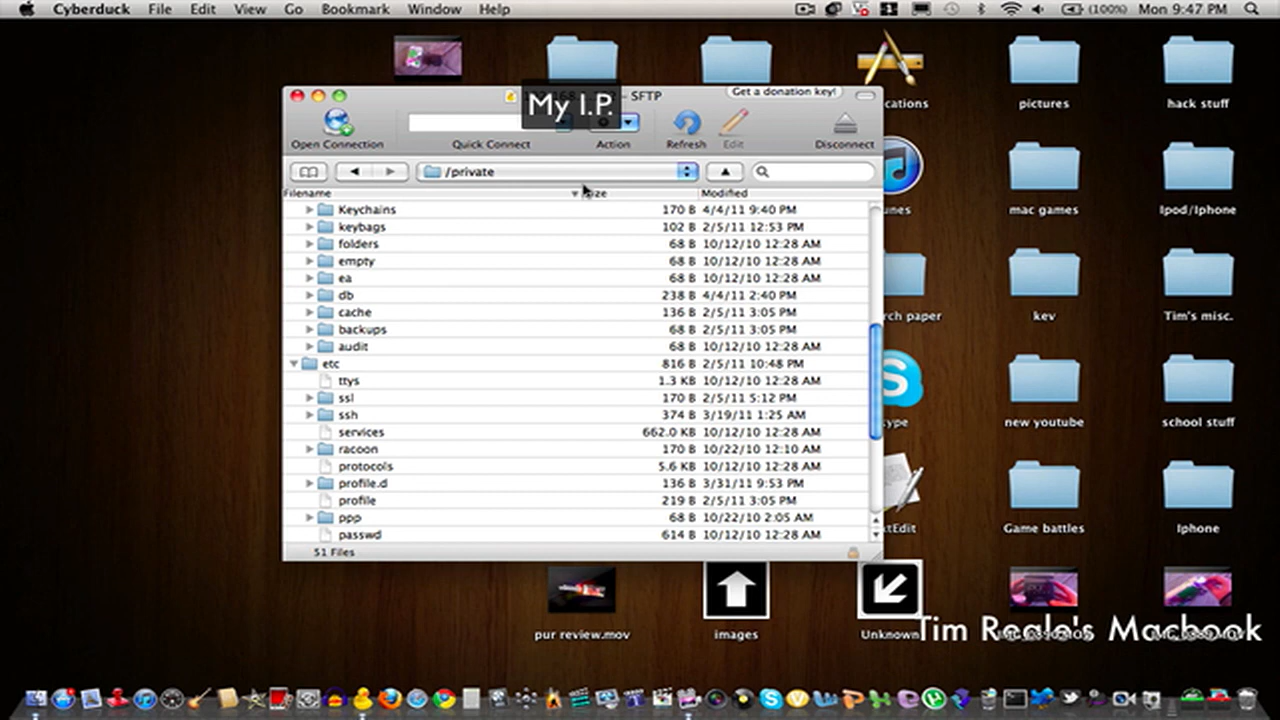 Cyberduck File Edit View Go Bookmark Window Help
(100%) Mon 9:47 PM
My I.P.
– SFTP
Get a donation key!
Open Connection Quick Connect Action Refresh Edit Disconnect
/private
Filename Modified
Keychains 170 B 4/4/11 9:40 PM
keybags 102 B 2/5/11 12:53 PM
folders 68 B 10/12/10 12:28 AM
empty 68 B 10/12/10 12:28 AM
ea 68 B 10/12/10 12:28 AM
db 238 B 4/4/11 2:40 PM
cache 136 B 2/5/11 3:05 PM
backups 68 B 2/5/11 3:05 PM
audit 68 B 10/12/10 12:28 AM
etc 816 B 2/5/11 10:48 PM
ttys 1.3 KB 10/12/10 12:28 AM
ssl 170 B 2/5/11 5:12 PM
ssh 374 B 3/19/11 1:25 AM
services 662.0 KB 10/12/10 12:28 AM
racoon 170 B 10/22/10 12:10 AM
protocols 5.6 KB 10/12/10 12:28 AM
profile.d 136 B 3/31/11 9:53 PM
profile 219 B 2/5/11 3:05 PM
ppp 68 B 10/22/10 2:05 AM
passwd 614 B 10/12/10 12:28 AM
51 Files
cations pictures hack stuff
unes mac games Ipod/Iphone
rch paper kev Tim's misc.
kype new youtube school stuff
xtEdit Game battles Iphone
pur review.mov images Unknown
Tim Reale's Macbook